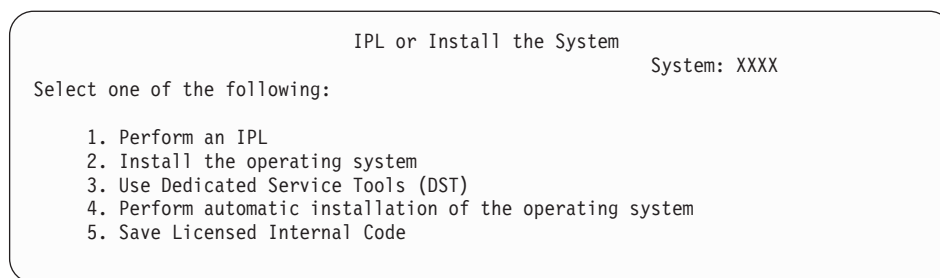 IPL or Install the System
System: XXXX
Select one of the following:
1. Perform an IPL
2. Install the operating system
3. Use Dedicated Service Tools (DST)
4. Perform automatic installation of the operating system
5. Save Licensed Internal Code